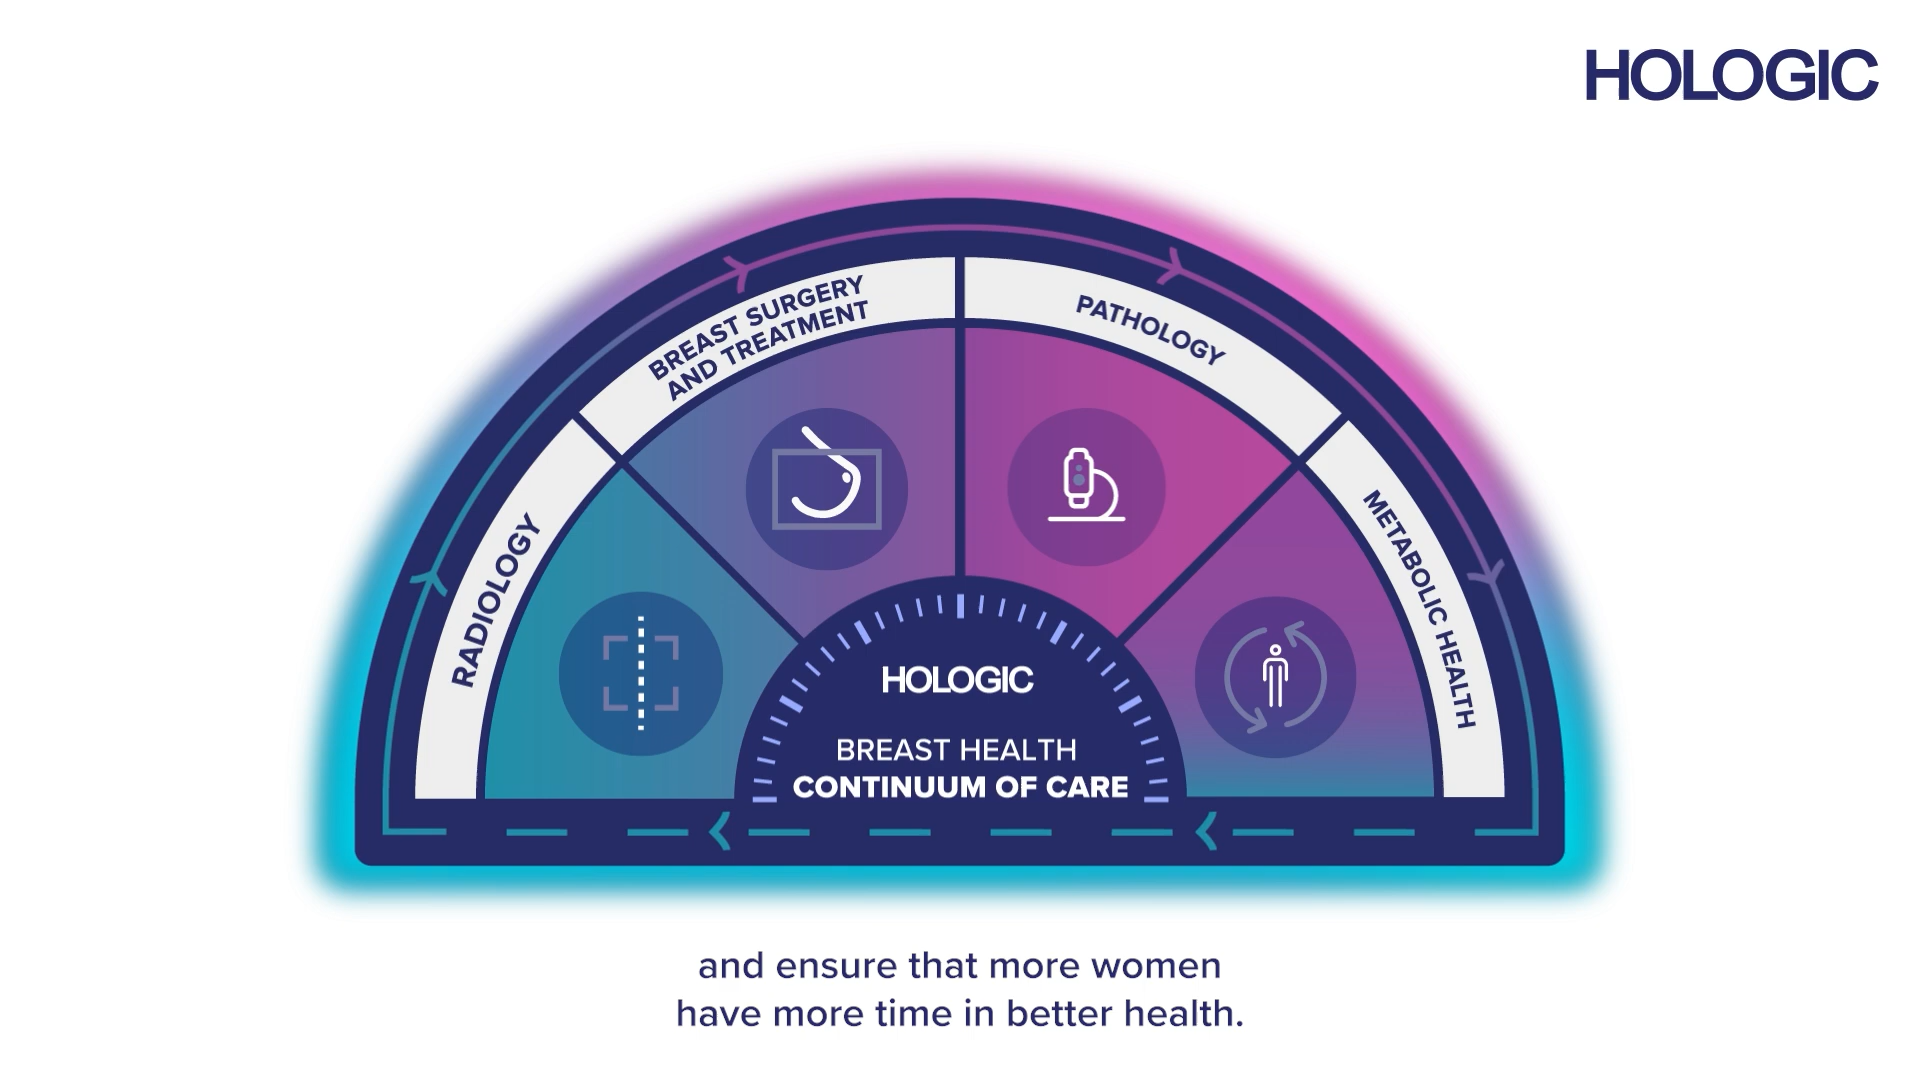 HOLOGIC
RADIOLOGY
BREAST SURGERY
AND TREATMENT
PATHOLOGY
METABOLIC HEALTH
HOLOGIC
BREAST HEALTH
CONTINUUM OF CARE
and ensure that more women
have more time in better health.